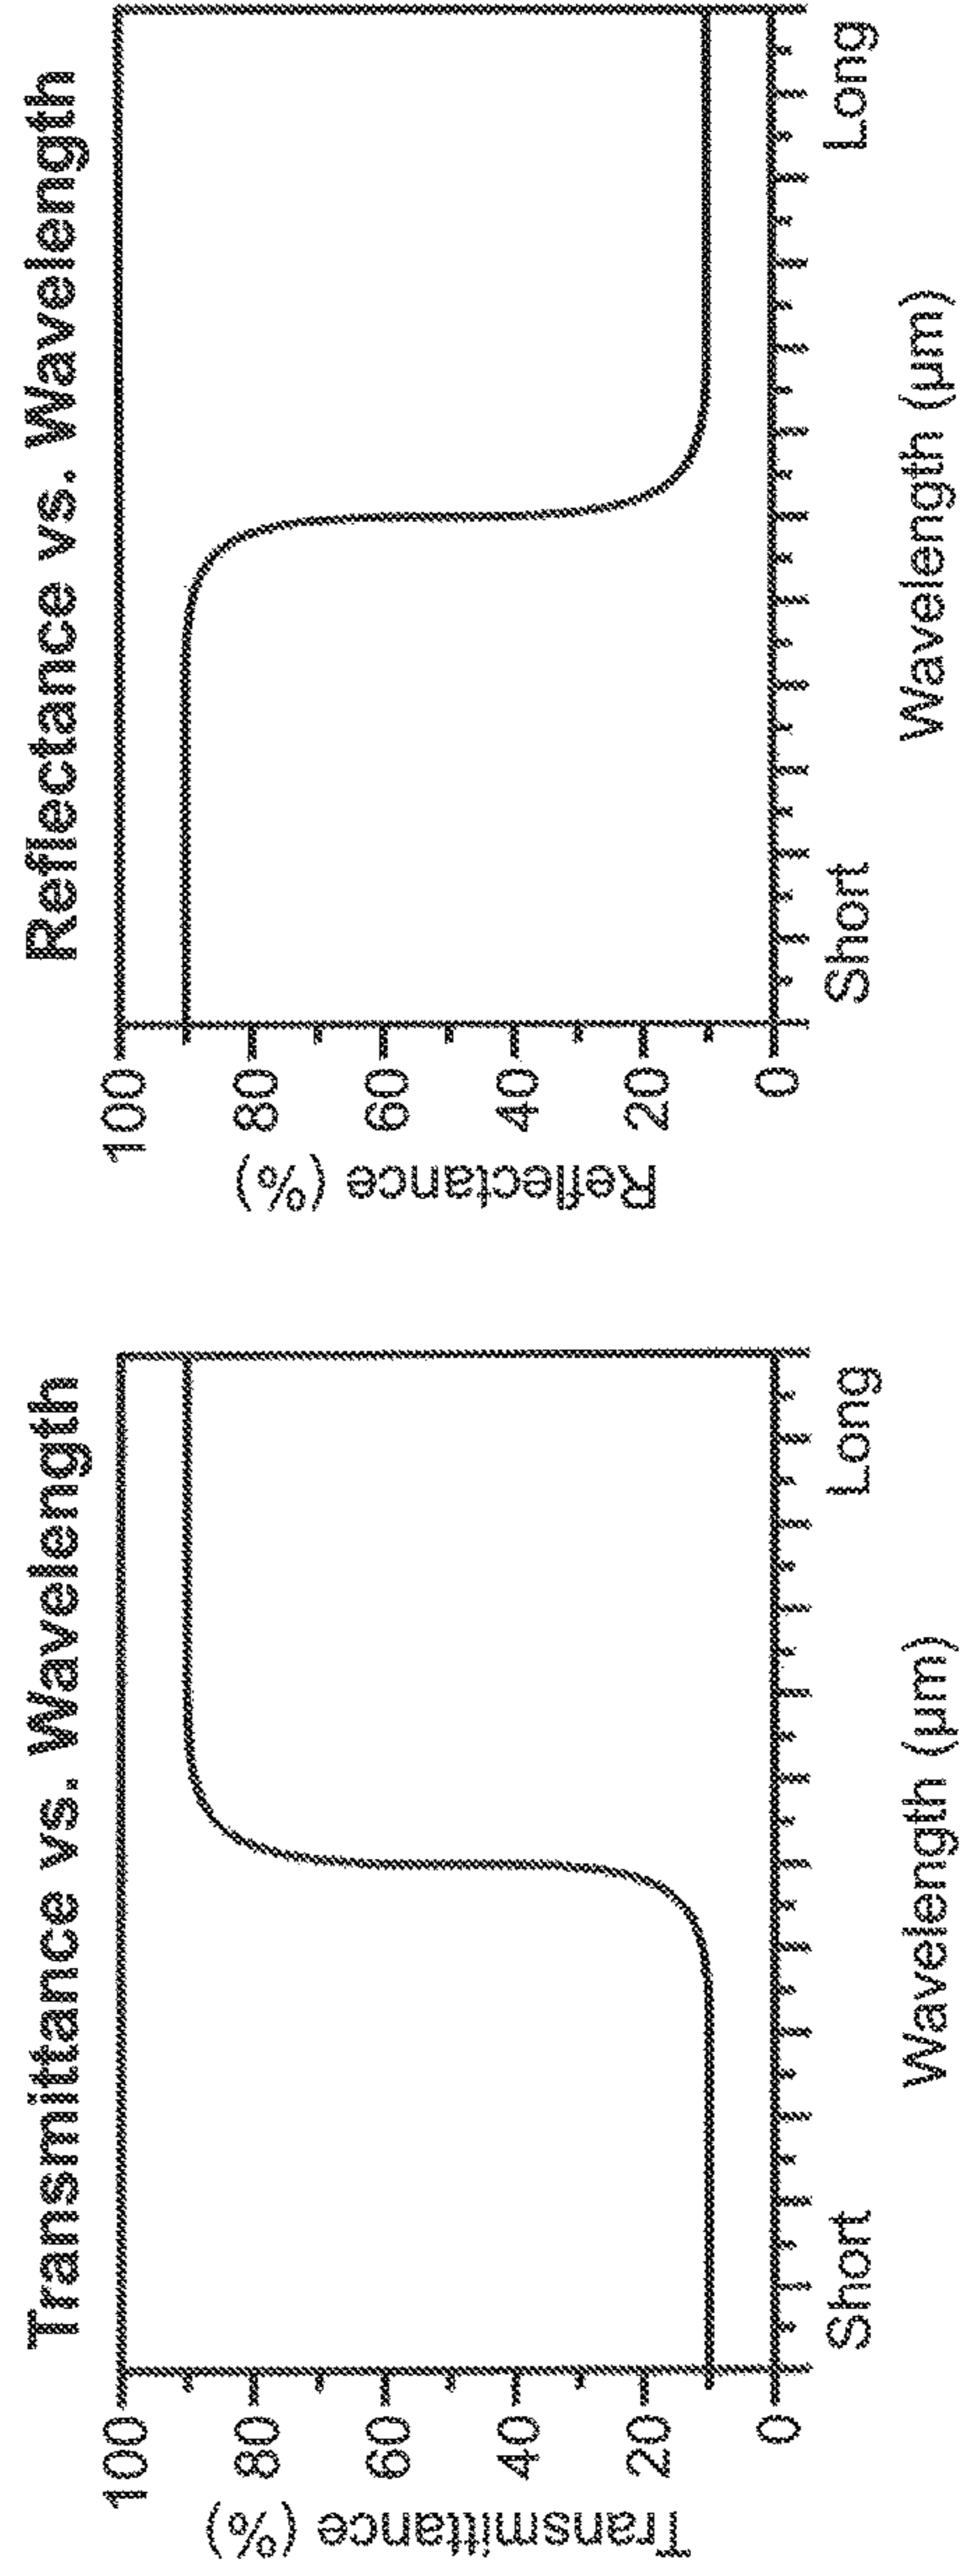 Transmittance vs. Wavelength
Transmittance (%)
100
80
60
40
20
0
Short
Long
Wavelength (µm)
Reflectance vs. Wavelength
Reflectance (%)
100
80
60
40
20
0
Short
Long
Wavelength (µm)